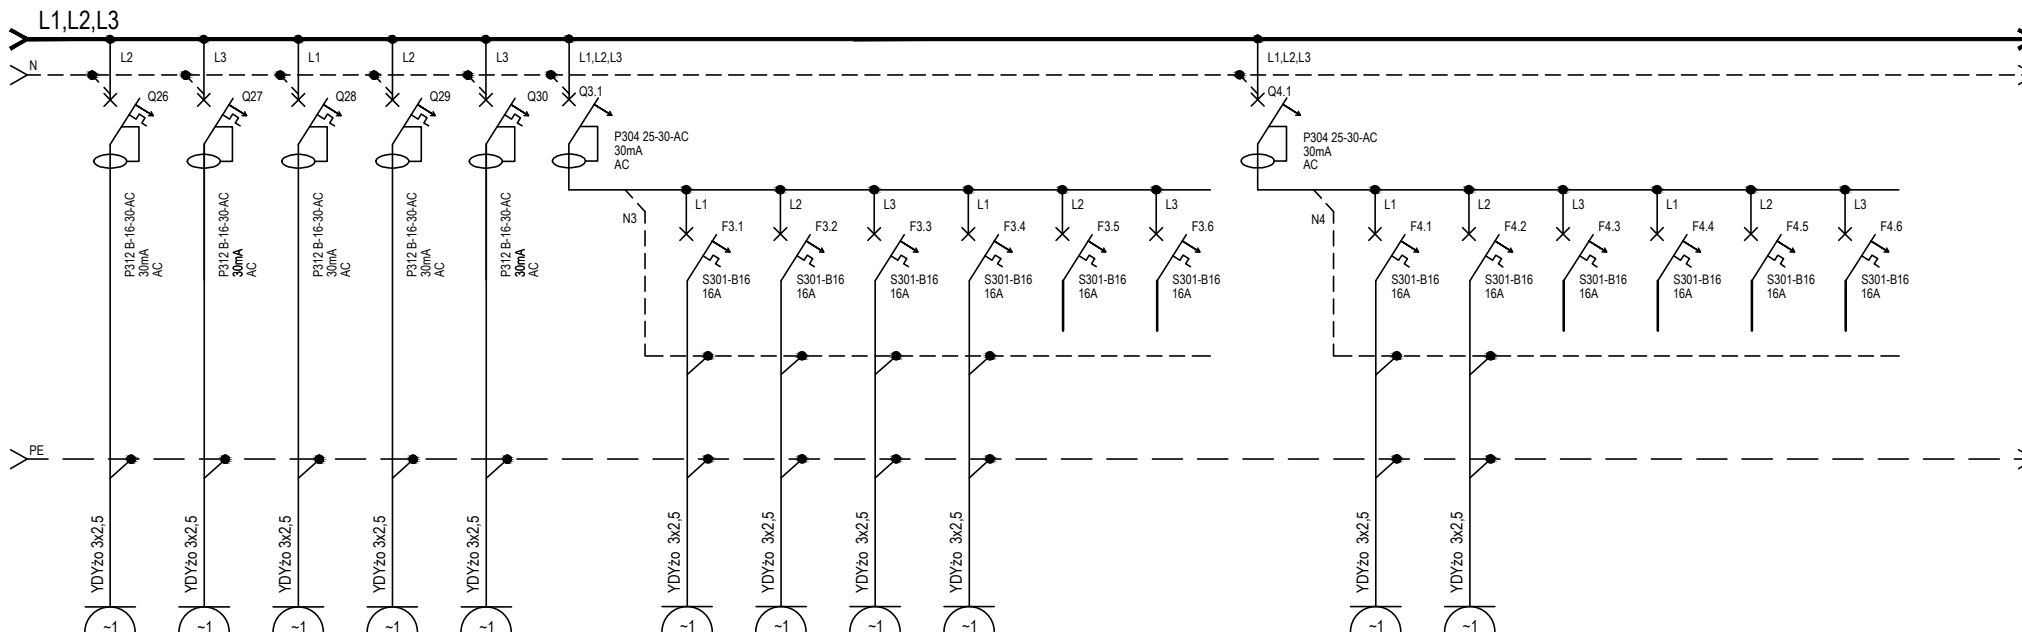 L1,L2,L3
L2
L3
L1
L2
L3
L1,L2,L3
L1,L2,L3
N
Q26
Q27
Q28
Q29
Q30
Q3.1
Q4.1
P304 25-30-AC
30mA
AC
P304 25-30-AC
30mA
AC
P312 B-16-30-AC
30mA
AC
P312 B-16-30-AC
30mA
AC
P312 B-16-30-AC
30mA
AC
P312 B-16-30-AC
30mA
AC
P312 B-16-30-AC
30mA
AC
N3
L1
L2
L3
L1
L2
L3
N4
L1
L2
L3
L1
L2
L3
F3.1
F3.2
F3.3
F3.4
F3.5
F3.6
F4.1
F4.2
F4.3
F4.4
F4.5
F4.6
S301-B16
16A
S301-B16
16A
S301-B16
16A
S301-B16
16A
S301-B16
16A
S301-B16
16A
S301-B16
16A
S301-B16
16A
S301-B16
16A
S301-B16
16A
S301-B16
16A
S301-B16
16A
PE
YDYżo 3x2,5
YDYżo 3x2,5
YDYżo 3x2,5
YDYżo 3x2,5
YDYżo 3x2,5
YDYżo 3x2,5
YDYżo 3x2,5
YDYżo 3x2,5
YDYżo 3x2,5
YDYżo 3x2,5
YDYżo 3x2,5
~1
~1
~1
~1
~1
~1
~1
~1
~1
~1
~1